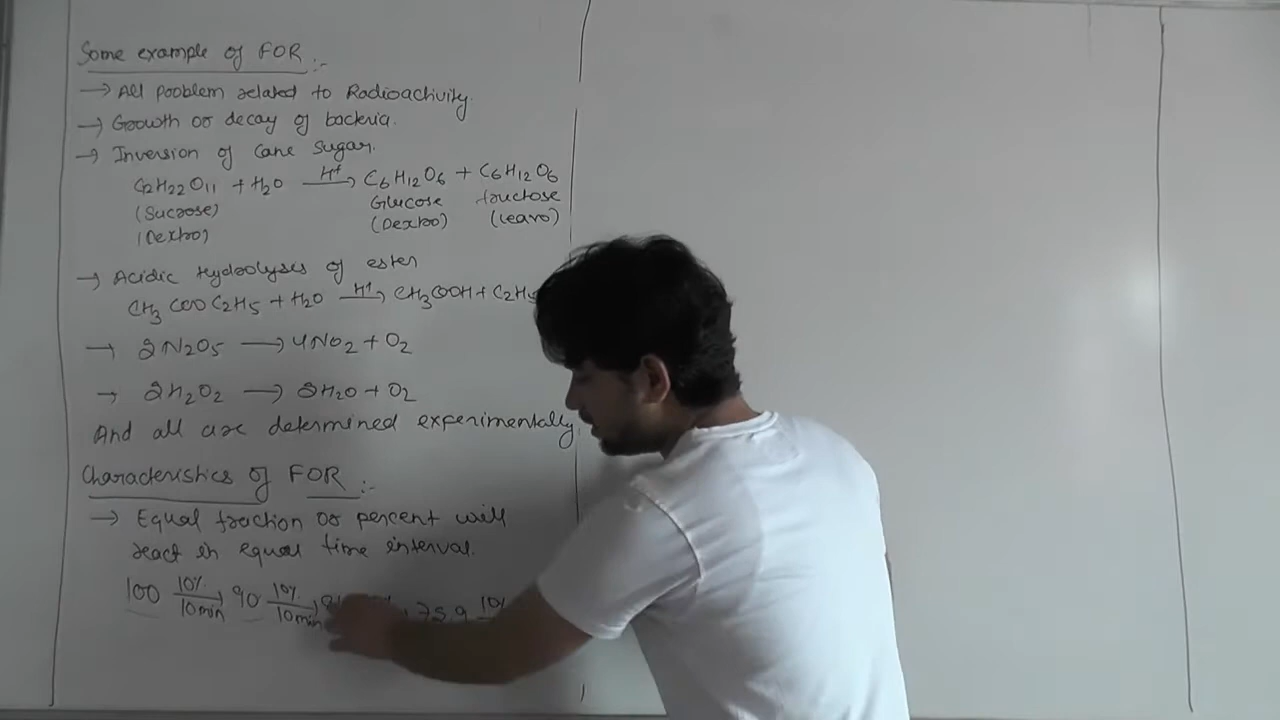 Some example of FOR :-
→ All problem related to Radioactivity.
→ Growth or decay of bacteria.
→ Inversion of Cane Sugar.
C12H22O11 + H2O —H+→ C6H12O6 + C6H12O6
Glucose fructose
(Sucrose) (Dextro) (Leavo)
(Dextro)
→ Acidic Hydrolyses of ester
CH3COOC2H5 + H2O —H+→ CH3COOH + C2H5
→ 2N2O5 → 4NO2 + O2
→ 2H2O2 → 2H2O + O2
And all are determined experimentally.
Characteristics of FOR :-
→ Equal fraction or percent will
react in equal time interval.
100 —10%/10min→ 90 —10%/10min→